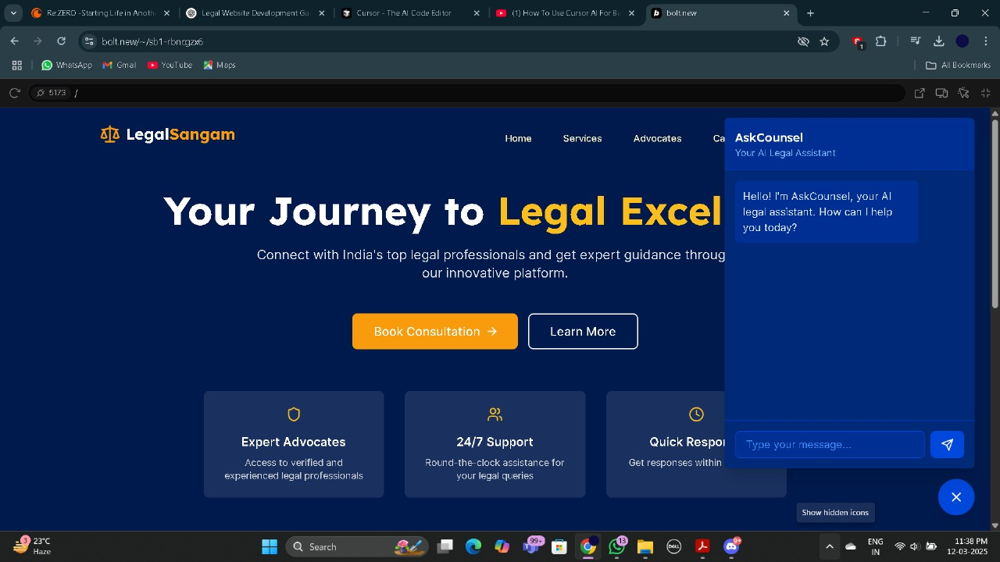 Re:ZERO -Starting Life in Anoth
Legal Website Development Gu
Cursor - The AI Code Editor
(1) How To Use Cursor AI For B
bolt.new
bolt.new/~/sb1-rbnrgzx6
1
WhatsApp
Gmail
YouTube
Maps
All Bookmarks
5173
/
LegalSangam
Home
Services
Advocates
Ca
Your Journey to Legal Excel
Connect with India's top legal professionals and get expert guidance throug
our innovative platform.
Book Consultation →
Learn More
Expert Advocates
Access to verified and
experienced legal professionals
24/7 Support
Round-the-clock assistance for
your legal queries
Quick Respon
Get responses within
AskCounsel
Your AI Legal Assistant
Hello! I'm AskCounsel, your AI
legal assistant. How can I help
you today?
Type your message...
Show hidden icons
3
23°C
Haze
Search
99+
13
DELL
9+
ENG
IN
11:38 PM
12-03-2025